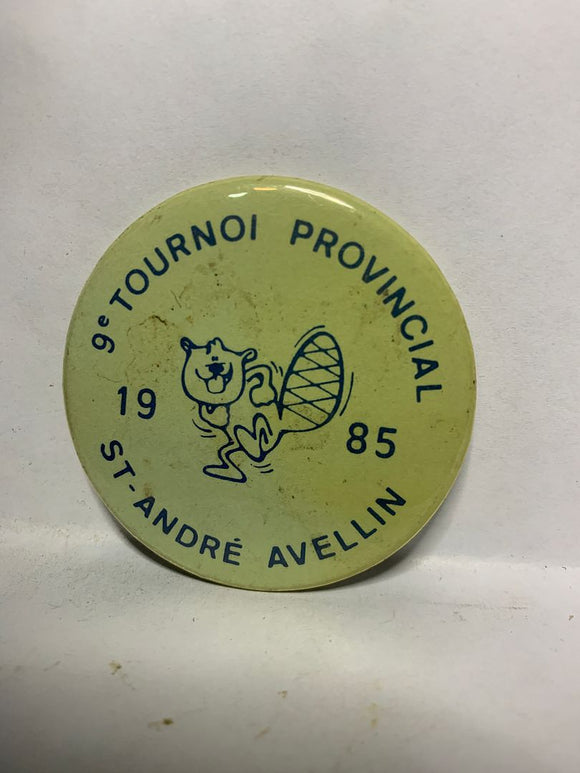 9e TOURNOI PROVINCIAL
19 85
ST-ANDRÉ AVELLIN